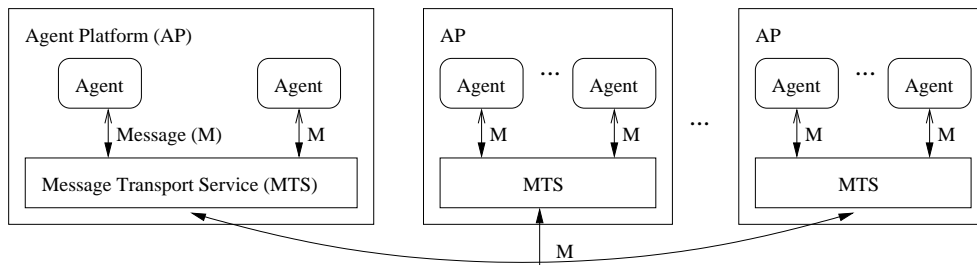 Agent Platform (AP)
Agent
Agent
Message (M)
M
Message Transport Service (MTS)
AP
Agent
...
Agent
M
M
MTS
...
AP
Agent
...
Agent
M
M
MTS
M